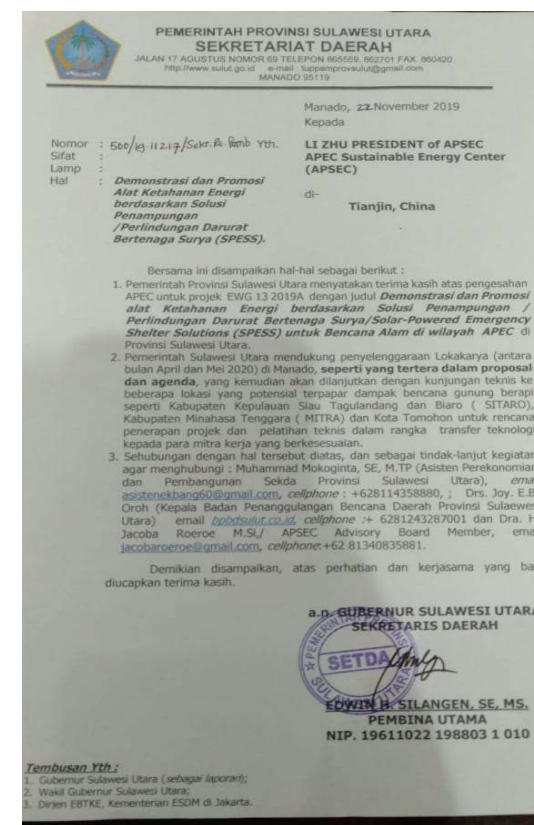 PEMERINTAH PROVINSI SULAWESI UTARA
SEKRETARIAT DAERAH
JALAN 17 AGUSTUS NOMOR 69 TELEPON 865559, 862701 FAX. 860420
http://www.sulut.go.id e-mail : tuppemprovsulut@gmail.com
MANADO 95119
Manado, 22 November 2019
Kepada
Nomor : 500/19.11217/Sekr. Yth. LI ZHU PRESIDENT of APSEC
Sifat : APEC Sustainable Energy Center
Lamp : (APSEC)
Hal : Demonstrasi dan Promosi
Alat Ketahanan Energi di-
berdasarkan Solusi Tianjin, China
Penampungan
/Perlindungan Darurat
Bertenaga Surya (SPESS).
Bersama ini disampaikan hal-hal sebagai berikut :
1. Pemerintah Provinsi Sulawesi Utara menyatakan terima kasih atas pengesahan
APEC untuk projek EWG 13 2019A dengan judul Demonstrasi dan Promosi
alat Ketahanan Energi berdasarkan Solusi Penampungan /
Perlindungan Darurat Bertenaga Surya/Solar-Powered Emergency
Shelter Solutions (SPESS) untuk Bencana Alam di wilayah APEC di
Provinsi Sulawesi Utara.
2. Pemerintah Sulawesi Utara mendukung penyelenggaraan Lokakarya (antara
bulan April dan Mei 2020) di Manado, seperti yang tertera dalam proposal
dan agenda, yang kemudian akan dilanjutkan dengan kunjungan teknis ke
beberapa lokasi yang potensial terpapar dampak bencana gunung berapi
seperti Kabupaten Kepulauan Siau Tagulandang dan Biaro ( SITARO),
Kabupaten Minahasa Tenggara ( MITRA) dan Kota Tomohon untuk rencana
penerapan projek dan pelatihan teknis dalam rangka transfer teknologi
kepada para mitra kerja yang berkesesuaian.
3. Sehubungan dengan hal tersebut diatas, dan sebagai tindak-lanjut kegiatan
agar menghubungi : Muhammad Mokoginta, SE, M.TP (Asisten Perekonomian
dan Pembangunan Sekda Provinsi Sulawesi Utara), ema
asistenekbang60@gmail.com, cellphone : +628114358880, ; Drs. Joy. E.B
Oroh (Kepala Badan Penanggulangan Bencana Daerah Provinsi Sulaewes
Utara) email bpbdsulut.co.id, cellphone :+ 6281243287001 dan Dra. H
Jacoba Roeroe M.Si,/ APSEC Advisory Board Member, ema
jacobaroeroe@gmail.com, cellphone:+62 81340835881.
Demikian disampaikan, atas perhatian dan kerjasama yang ba
diucapkan terima kasih.
a.n. GUBERNUR SULAWESI UTARA
SEKRETARIS DAERAH
SETDA
EDWIN H. SILANGEN, SE, MS.
PEMBINA UTAMA
NIP. 19611022 198803 1 010
Tembusan Yth :
1. Gubernur Sulawesi Utara (sebagai laporan);
2. Wakil Gubernur Sulawesi Utara;
3. Dirjen EBTKE, Kementerian ESDM di Jakarta.